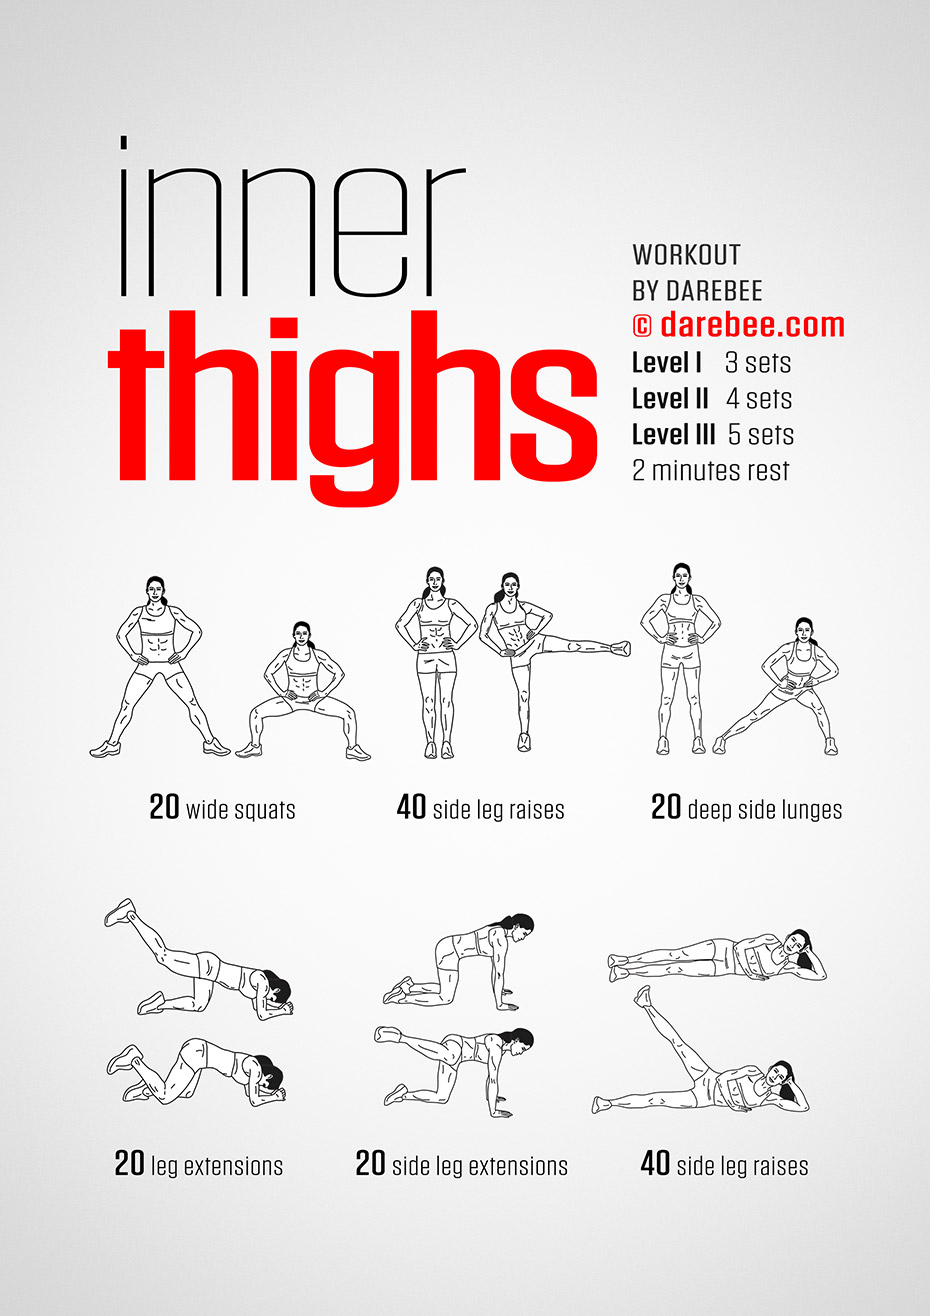 inner
thighs
WORKOUT
BY DAREBEE
© darebee.com
Level I 3 sets
Level II 4 sets
Level III 5 sets
2 minutes rest
20 wide squats
40 side leg raises
20 deep side lunges
20 leg extensions
20 side leg extensions
40 side leg raises